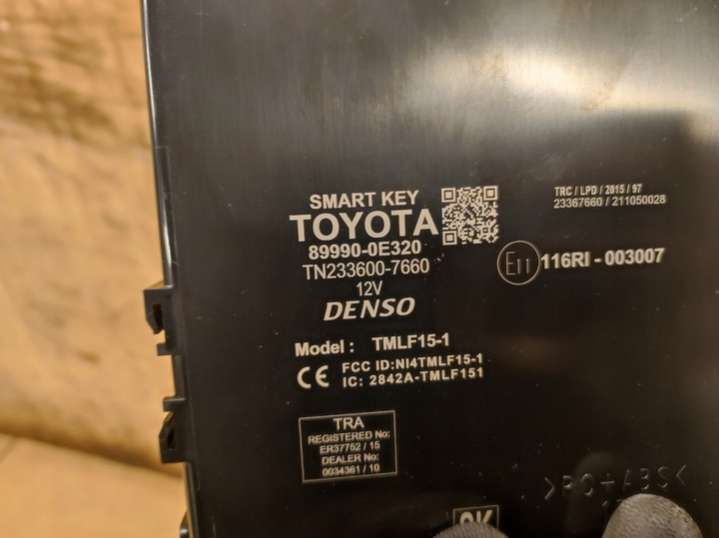 SMART KEY
TOYOTA
89990-0E320
TN233600-7660
12V
DENSO
TRC / LPD / 2015 / 97
23367660 / 211050028
E11 116RI - 003007
Model : TMLF15-1
CE FCC ID:NI4TMLF15-1
IC: 2842A-TMLF151
TRA
REGISTERED No:
ER37752 / 15
DEALER No:
0034361 / 10
>PC+ABS<
OK